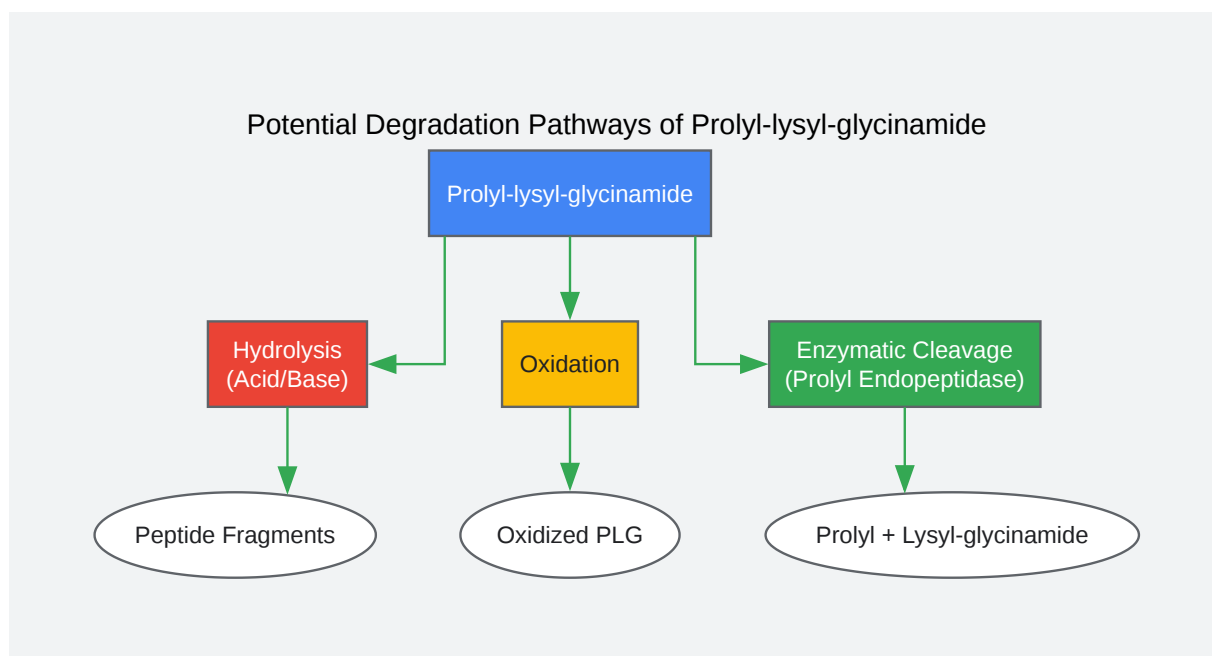 Potential Degradation Pathways of Prolyl-lysyl-glycinamide
Prolyl-lysyl-glycinamide
Hydrolysis
(Acid/Base)
Oxidation
Enzymatic Cleavage
(Prolyl Endopeptidase)
Peptide Fragments
Oxidized PLG
Prolyl + Lysyl-glycinamide